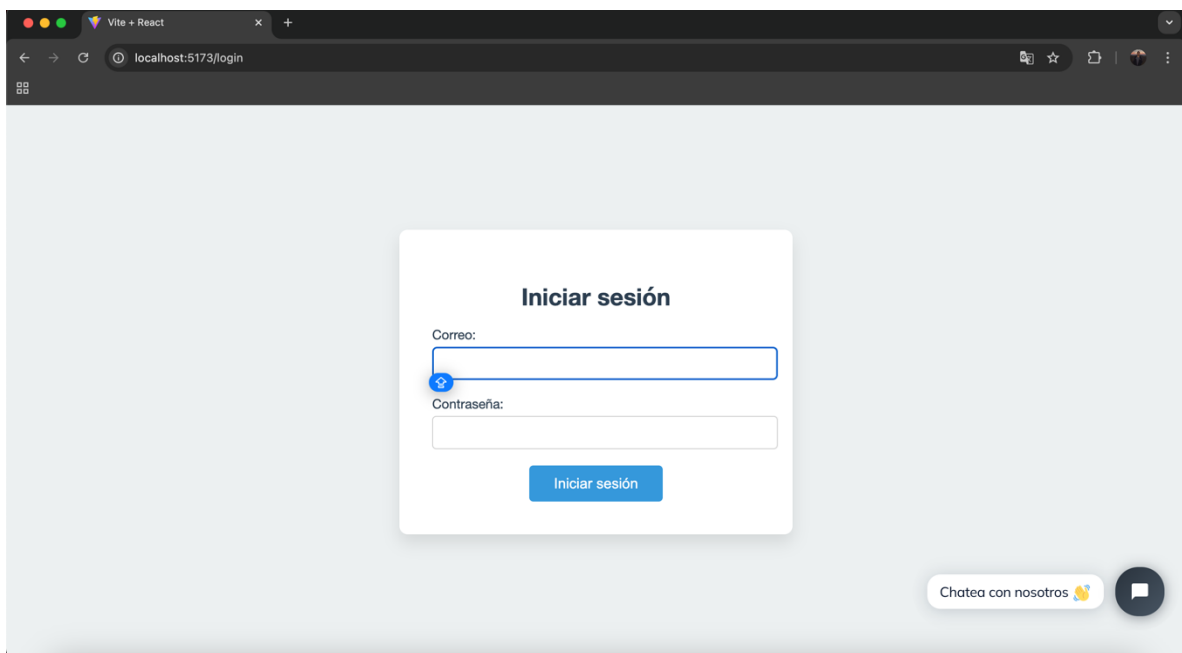 Vite + React
localhost:5173/login
Iniciar sesión
Correo:
Contraseña:
Iniciar sesión
Chatea con nosotros 👋